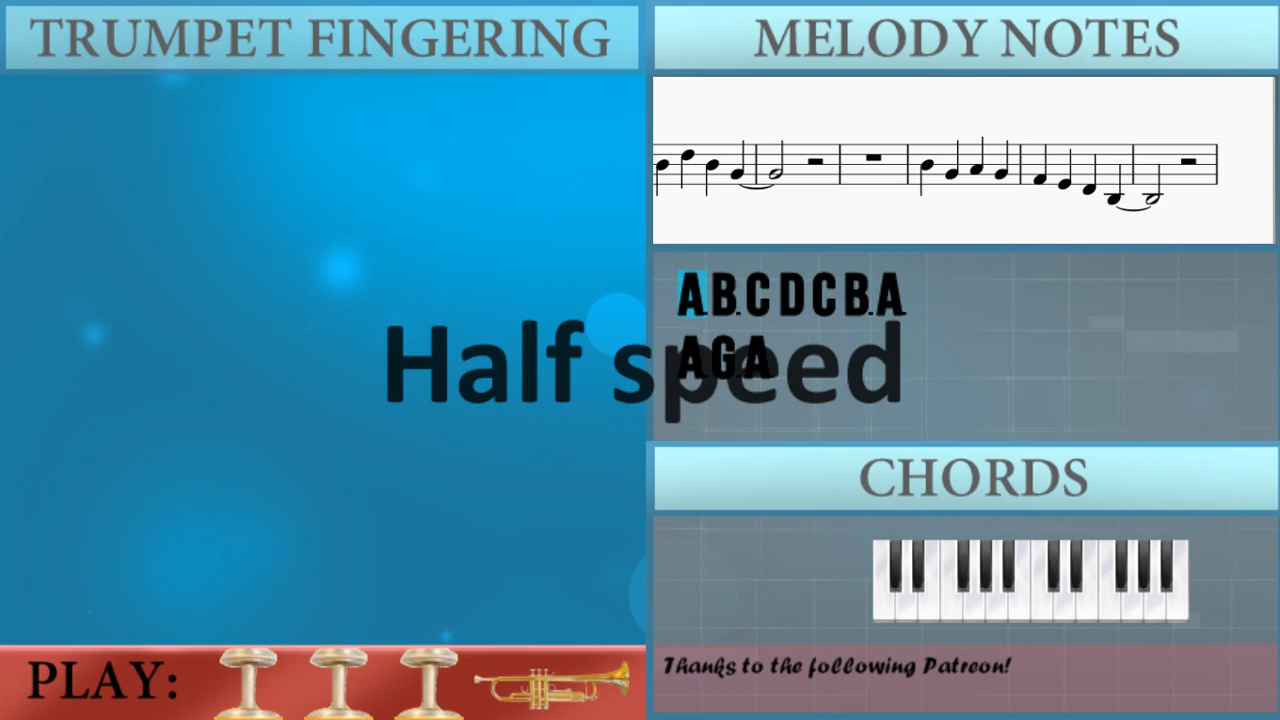 TRUMPET FINGERING
MELODY NOTES
A B C D C B A
A G A
Half speed
CHORDS
PLAY:
Thanks to the following Patreon!